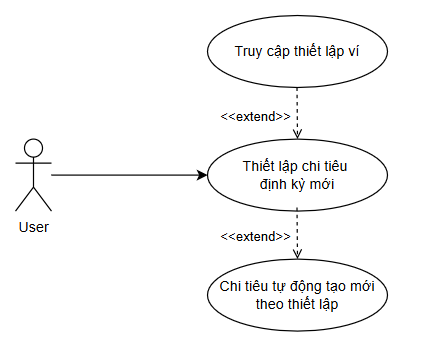 Truy cập thiết lập ví
<<extend>>
Thiết lập chi tiêu
định kỳ mới
User
<<extend>>
Chi tiêu tự động tạo mới
theo thiết lập